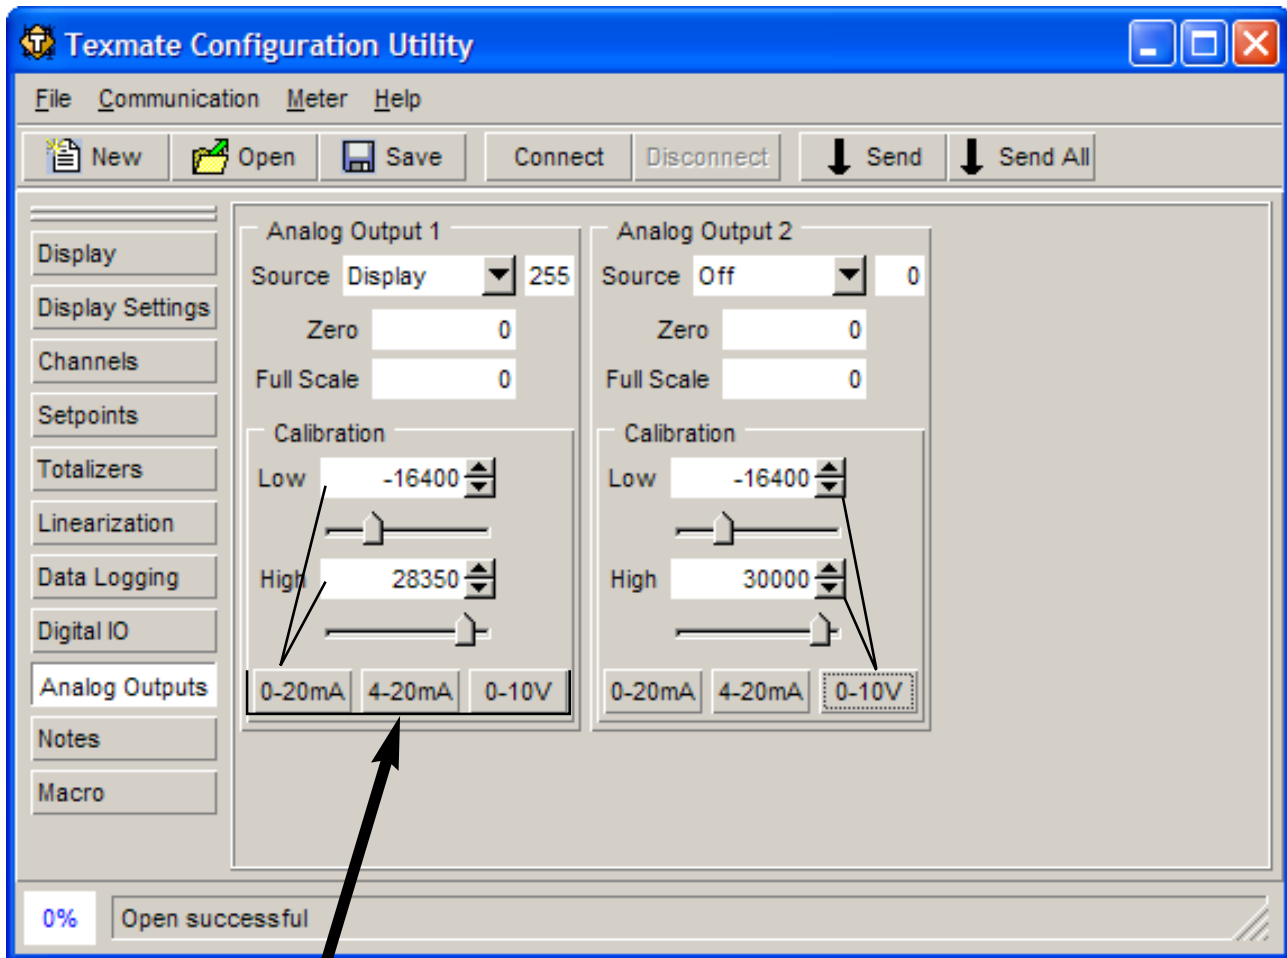 Texmate Configuration Utility
File Communication Meter Help
New Open Save Connect Disconnect Send Send All
Display
Display Settings
Channels
Setpoints
Totalizers
Linearization
Data Logging
Digital IO
Analog Outputs
Notes
Macro
Analog Output 1
Source Display 255
Zero 0
Full Scale 0
Calibration
Low -16400
High 28350
0-20mA 4-20mA 0-10V
Analog Output 2
Source Off 0
Zero 0
Full Scale 0
Calibration
Low -16400
High 30000
0-20mA 4-20mA 0-10V
0% Open successful